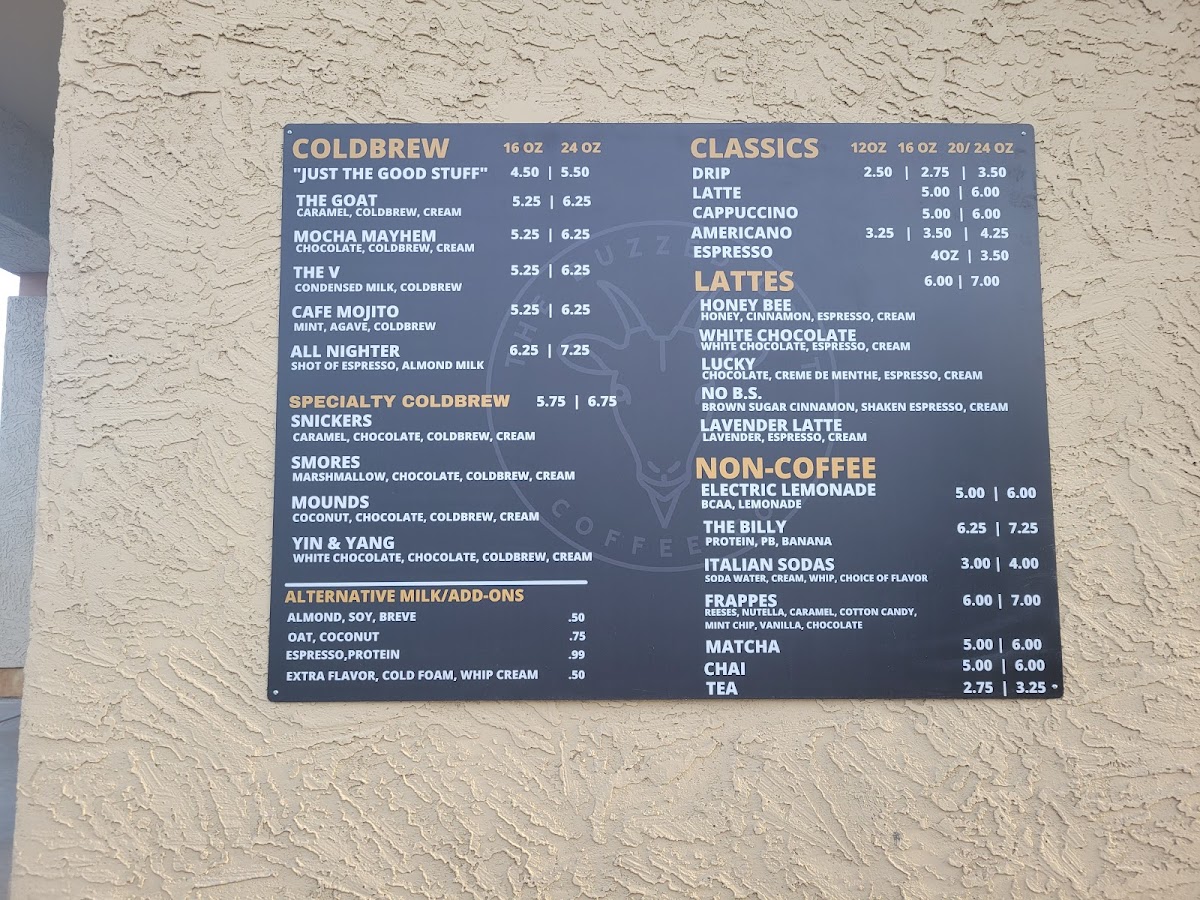 COLDBREW 16 OZ 24 OZ
"JUST THE GOOD STUFF" 4.50 | 5.50
THE GOAT 5.25 | 6.25
CARAMEL, COLDBREW, CREAM
MOCHA MAYHEM 5.25 | 6.25
CHOCOLATE, COLDBREW, CREAM
THE V 5.25 | 6.25
CONDENSED MILK, COLDBREW
CAFE MOJITO 5.25 | 6.25
MINT, AGAVE, COLDBREW
ALL NIGHTER 6.25 | 7.25
SHOT OF ESPRESSO, ALMOND MILK
SPECIALTY COLDBREW 5.75 | 6.75
SNICKERS
CARAMEL, CHOCOLATE, COLDBREW, CREAM
SMORES
MARSHMALLOW, CHOCOLATE, COLDBREW, CREAM
MOUNDS
COCONUT, CHOCOLATE, COLDBREW, CREAM
YIN & YANG
WHITE CHOCOLATE, CHOCOLATE, COLDBREW, CREAM
ALTERNATIVE MILK/ADD-ONS
ALMOND, SOY, BREVE .50
OAT, COCONUT .75
ESPRESSO,PROTEIN .99
EXTRA FLAVOR, COLD FOAM, WHIP CREAM .50
CLASSICS 12OZ 16 OZ 20/ 24 OZ
DRIP 2.50 | 2.75 | 3.50
LATTE 5.00 | 6.00
CAPPUCCINO 5.00 | 6.00
AMERICANO 3.25 | 3.50 | 4.25
ESPRESSO 4OZ | 3.50
LATTES 6.00 | 7.00
HONEY BEE
HONEY, CINNAMON, ESPRESSO, CREAM
WHITE CHOCOLATE
WHITE CHOCOLATE, ESPRESSO, CREAM
LUCKY
CHOCOLATE, CREME DE MENTHE, ESPRESSO, CREAM
NO B.S.
BROWN SUGAR CINNAMON, SHAKEN ESPRESSO, CREAM
LAVENDER LATTE
LAVENDER, ESPRESSO, CREAM
NON-COFFEE
ELECTRIC LEMONADE 5.00 | 6.00
BCAA, LEMONADE
THE BILLY 6.25 | 7.25
PROTEIN, PB, BANANA
ITALIAN SODAS 3.00 | 4.00
SODA WATER, CREAM, WHIP, CHOICE OF FLAVOR
FRAPPES 6.00 | 7.00
REESES, NUTELLA, CARAMEL, COTTON CANDY,
MINT CHIP, VANILLA, CHOCOLATE
MATCHA 5.00 | 6.00
CHAI 5.00 | 6.00
TEA 2.75 | 3.25
THE
COFFEE